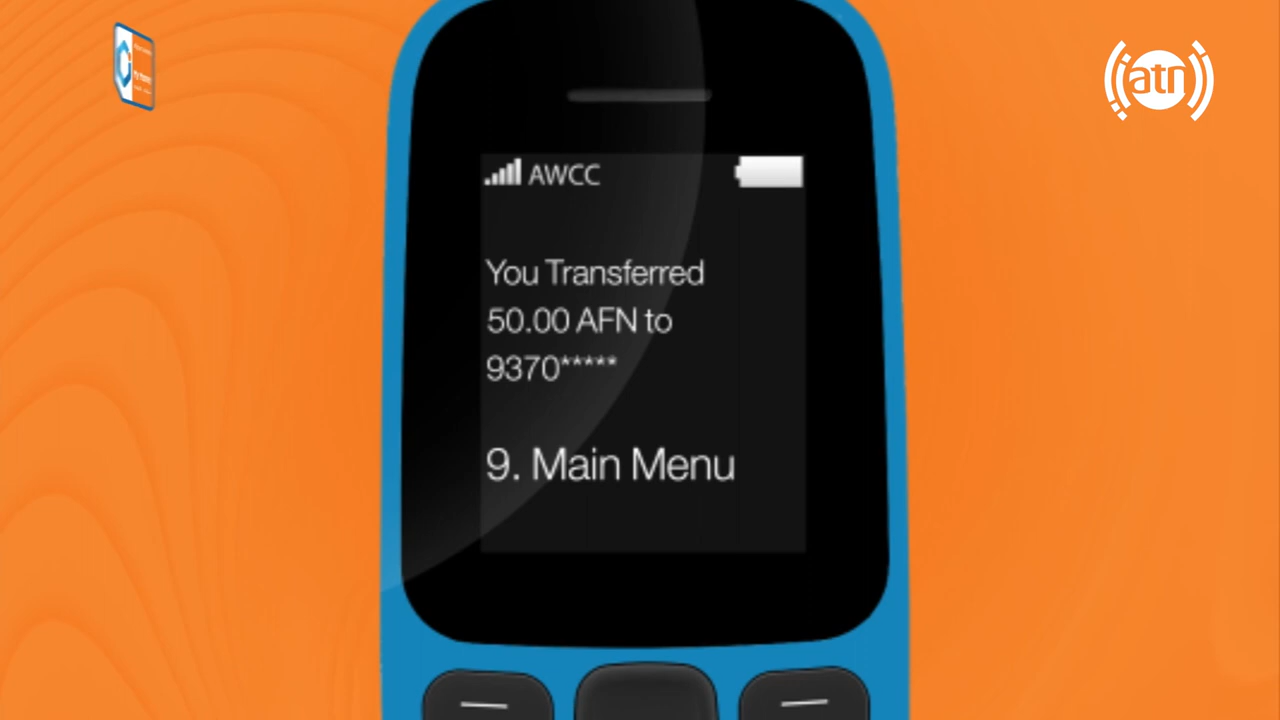 atn
AWCC
You Transferred
50.00 AFN to
9370*****
9. Main Menu